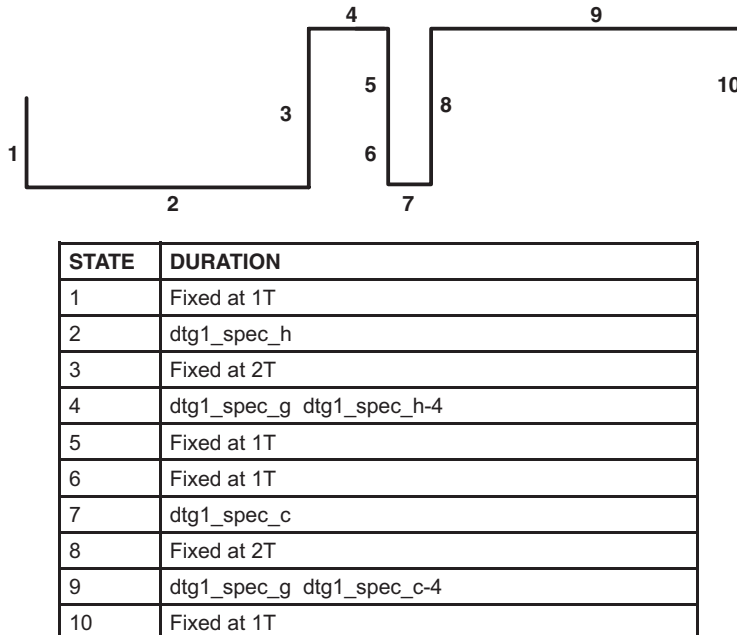 4
9
5
10
3
8
1
6
2
7
STATE DURATION
1 Fixed at 1T
2 dtg1_spec_h
3 Fixed at 2T
4 dtg1_spec_g dtg1_spec_h-4
5 Fixed at 1T
6 Fixed at 1T
7 dtg1_spec_c
8 Fixed at 2T
9 dtg1_spec_g dtg1_spec_c-4
10 Fixed at 1T